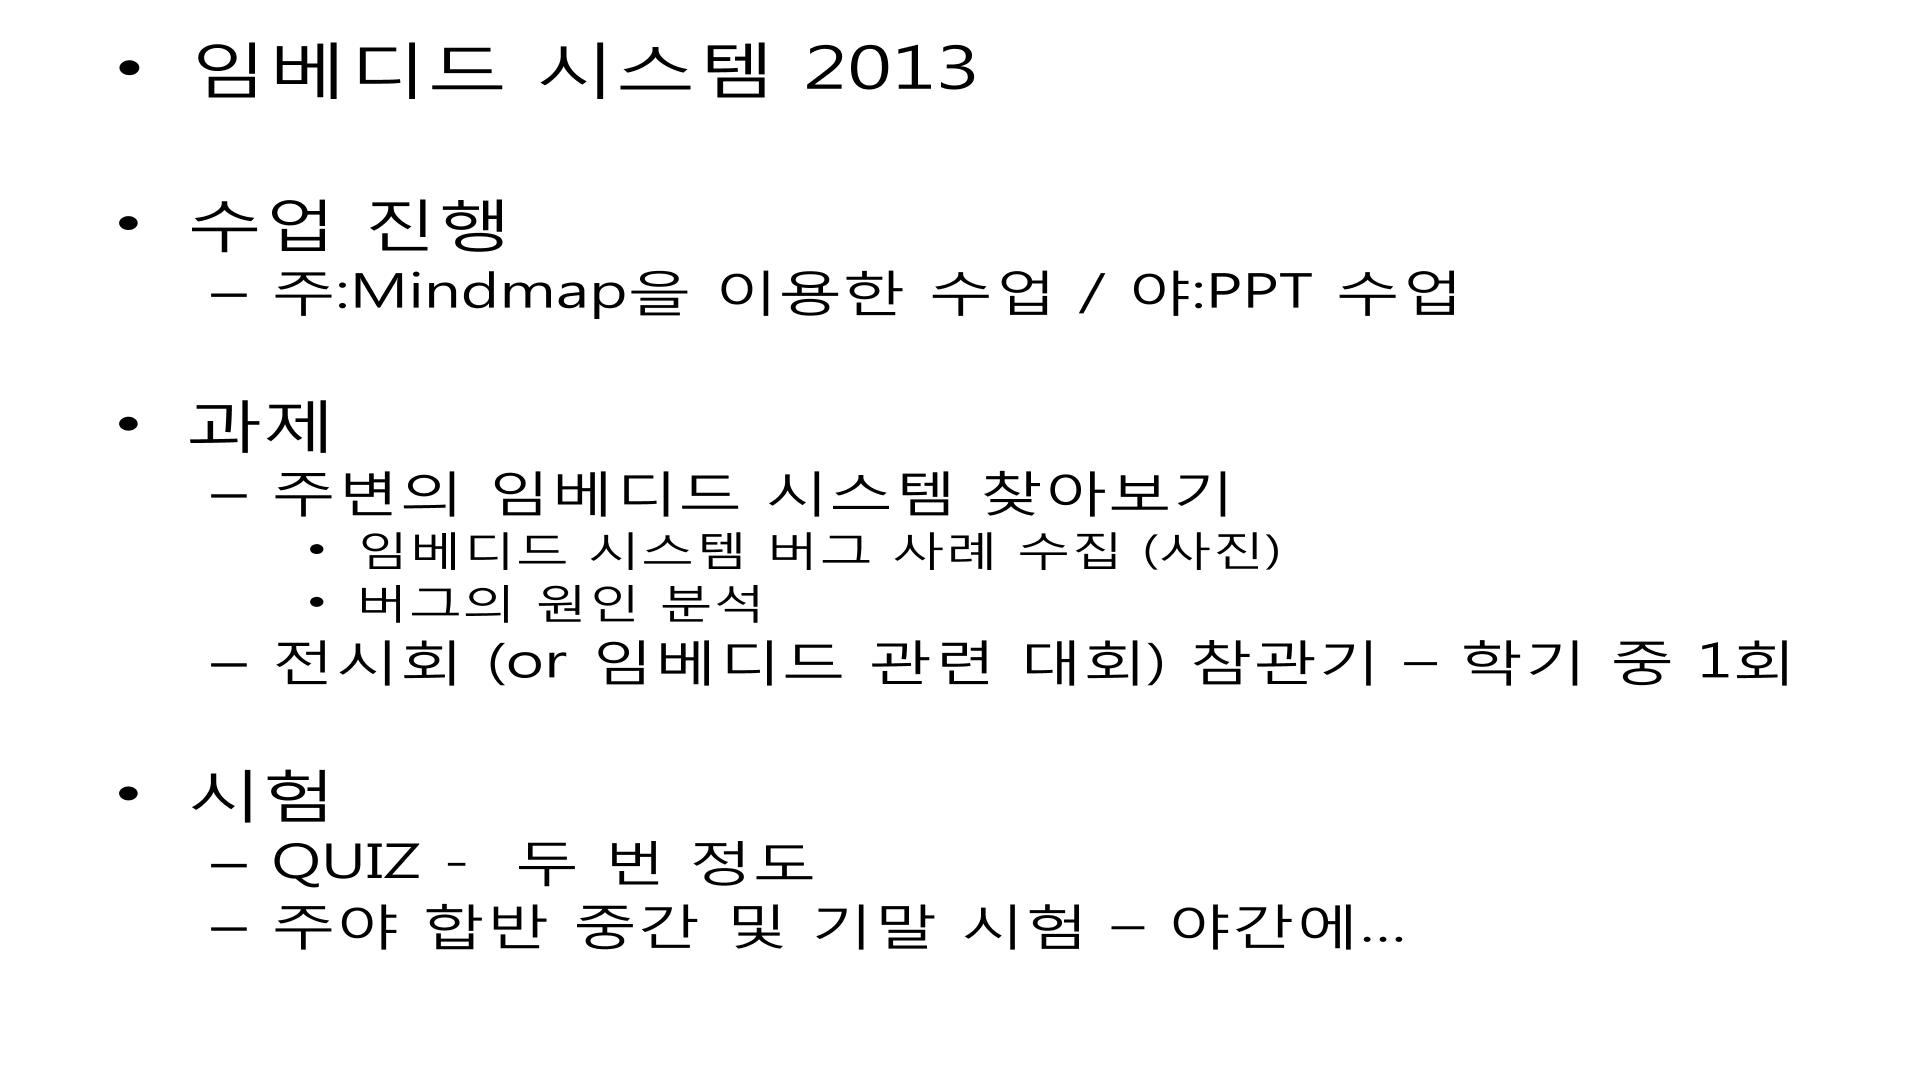 • 임베디드 시스템 2013
• 수업 진행
– 주:Mindmap을 이용한 수업 / 야:PPT 수업
• 과제
– 주변의 임베디드 시스템 찾아보기
• 임베디드 시스템 버그 사례 수집 (사진)
• 버그의 원인 분석
– 전시회 (or 임베디드 관련 대회) 참관기 – 학기 중 1회
• 시험
– QUIZ -  두 번 정도
– 주야 합반 중간 및 기말 시험 – 야간에...